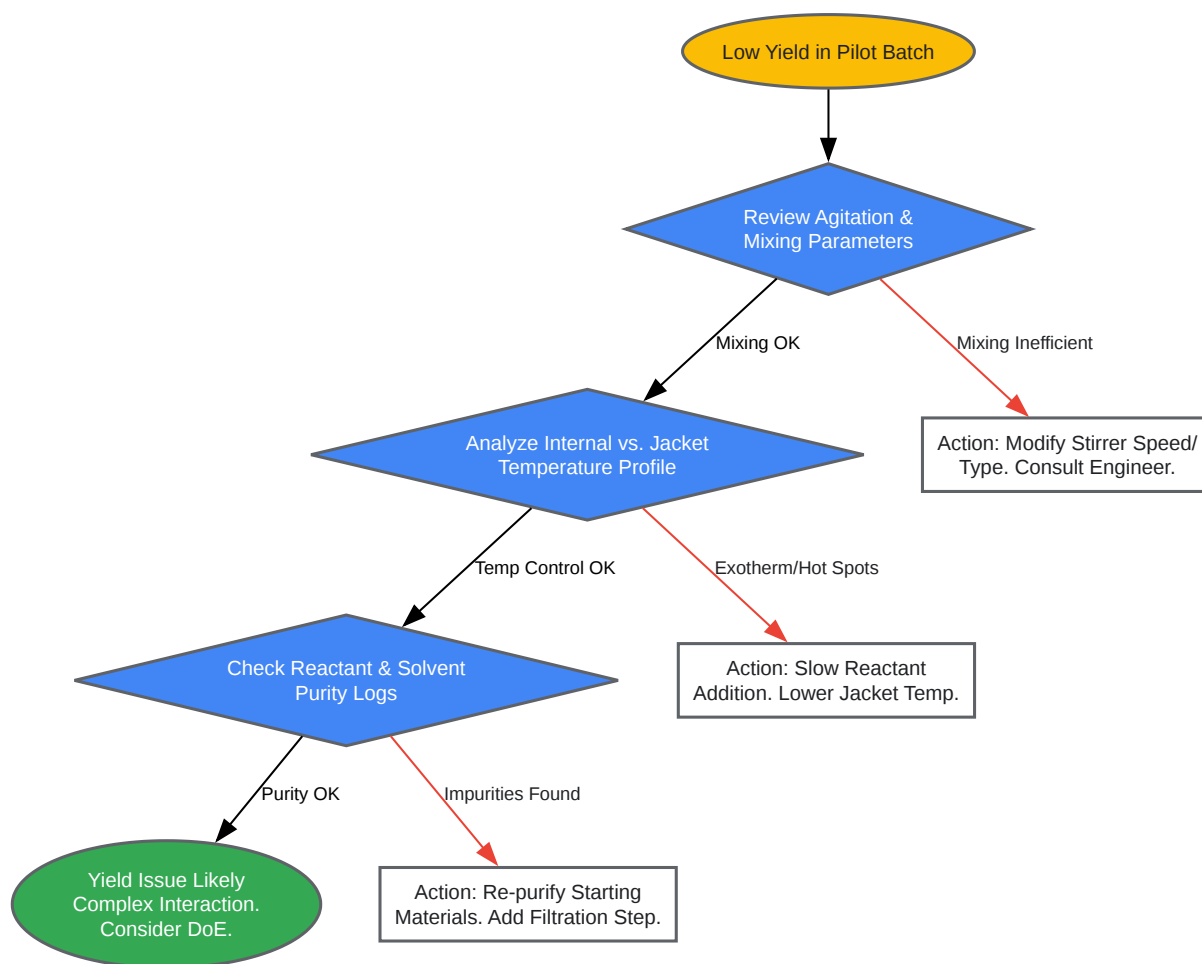 Low Yield in Pilot Batch
Review Agitation &
Mixing Parameters
Mixing OK
Mixing Inefficient
Analyze Internal vs. Jacket
Temperature Profile
Action: Modify Stirrer Speed/
Type. Consult Engineer.
Temp Control OK
Exotherm/Hot Spots
Check Reactant & Solvent
Purity Logs
Action: Slow Reactant
Addition. Lower Jacket Temp.
Purity OK
Impurities Found
Yield Issue Likely
Complex Interaction.
Consider DoE.
Action: Re-purify Starting
Materials. Add Filtration Step.